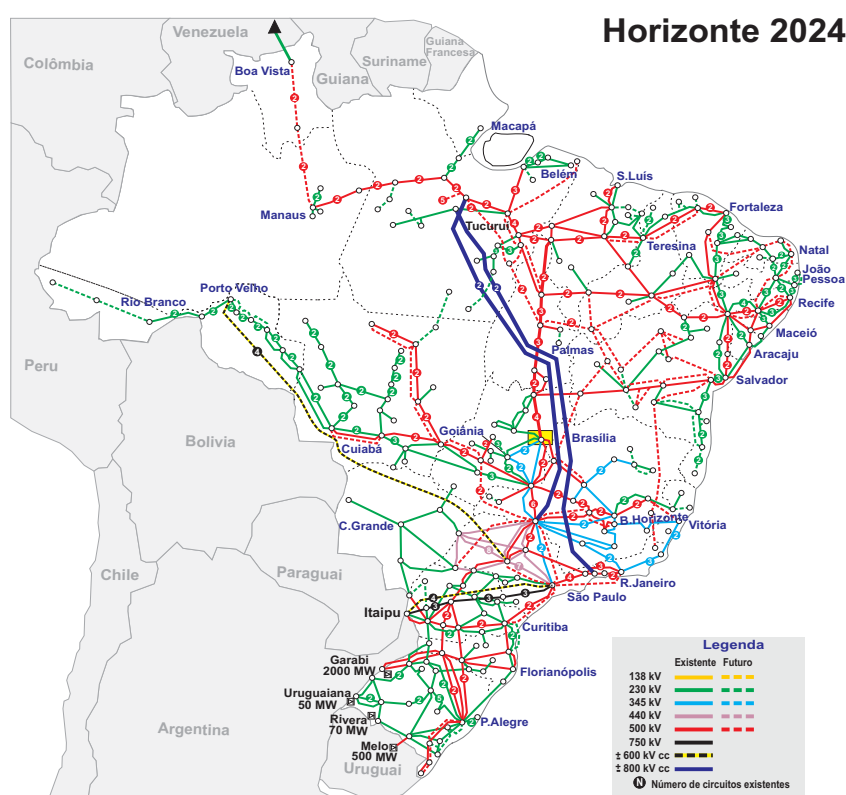 Horizonte 2024
Venezuela
Colômbia
Guiana
Suriname
Guiana
Francesa
Boa Vista
Macapá
Belém
S.Luís
Manaus
Fortaleza
Tucuruí
Teresina
Natal
João
Pessoa
Porto Velho
Rio Branco
Recife
Maceió
Peru
Palmas
Aracaju
Salvador
Bolívia
Goiânia
Brasília
Cuiabá
C.Grande
B.Horizonte
Vitória
Chile
Paraguai
R.Janeiro
São Paulo
Itaipu
Curitiba
Garabi
2000 MW
Florianópolis
Uruguaiana
50 MW
Rivera
70 MW
P.Alegre
Argentina
Melo
500 MW
Uruguai
Legenda
Existente Futuro
138 kV
230 kV
345 kV
440 kV
500 kV
750 kV
± 600 kV cc
± 800 kV cc
N Número de circuitos existentes